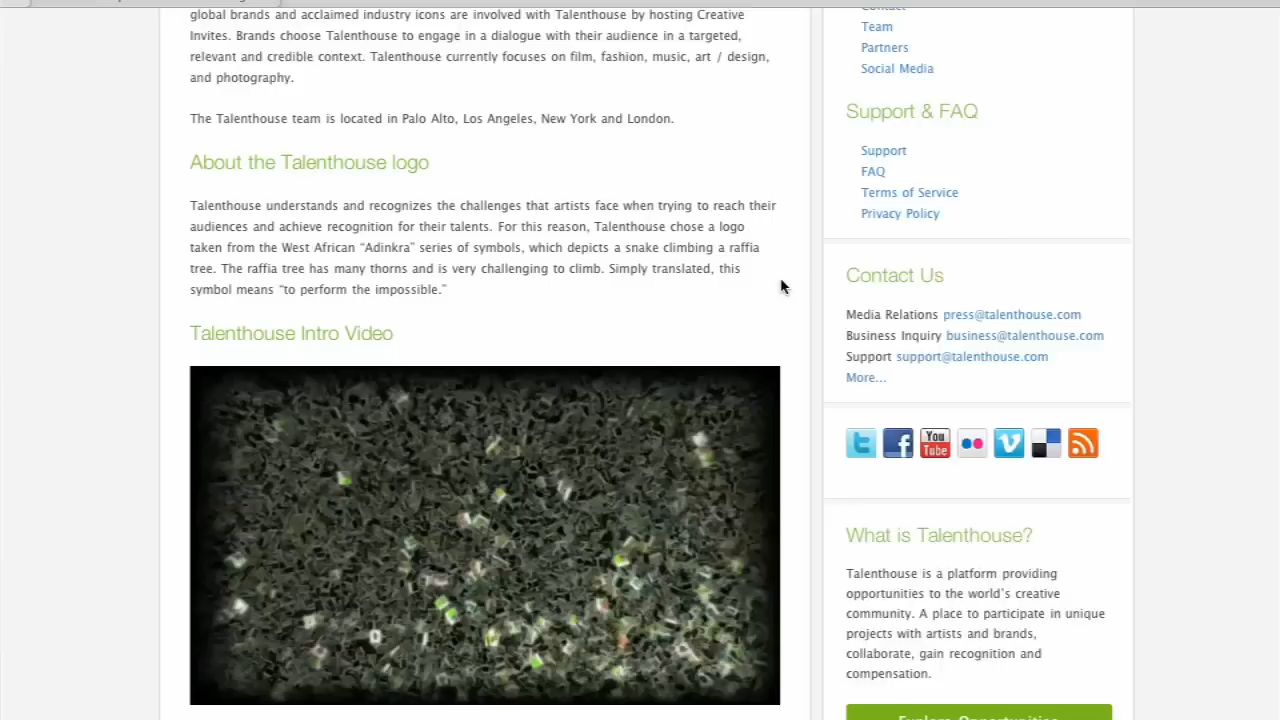 global brands and acclaimed industry icons are involved with Talenthouse by hosting Creative
Invites. Brands choose Talenthouse to engage in a dialogue with their audience in a targeted,
relevant and credible context. Talenthouse currently focuses on film, fashion, music, art / design,
and photography.
The Talenthouse team is located in Palo Alto, Los Angeles, New York and London.
About the Talenthouse logo
Talenthouse understands and recognizes the challenges that artists face when trying to reach their
audiences and achieve recognition for their talents. For this reason, Talenthouse chose a logo
taken from the West African “Adinkra” series of symbols, which depicts a snake climbing a raffia
tree. The raffia tree has many thorns and is very challenging to climb. Simply translated, this
symbol means “to perform the impossible.”
Talenthouse Intro Video
Contact
Team
Partners
Social Media
Support & FAQ
Support
FAQ
Terms of Service
Privacy Policy
Contact Us
Media Relations press@talenthouse.com
Business Inquiry business@talenthouse.com
Support support@talenthouse.com
More...
You
Tube
What is Talenthouse?
Talenthouse is a platform providing
opportunities to the world's creative
community. A place to participate in unique
projects with artists and brands,
collaborate, gain recognition and
compensation.
Explore Opportunities